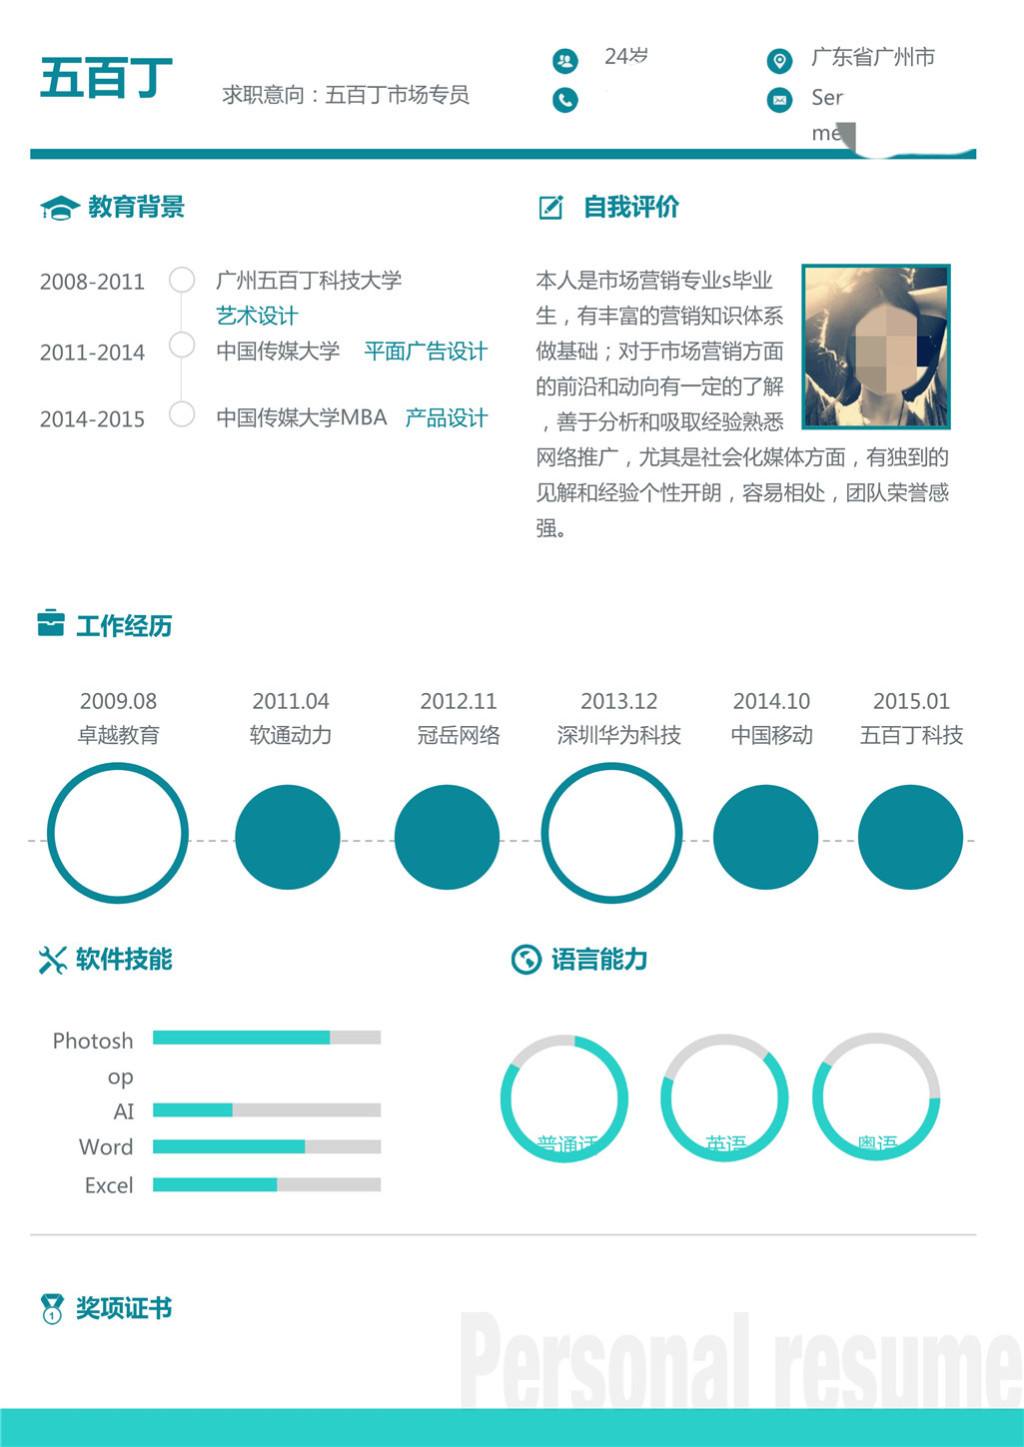 五百丁
求职意向：五百丁市场专员
24岁
广东省广州市
Ser
me
教育背景
2008-2011 广州五百丁科技大学
艺术设计
2011-2014 中国传媒大学 平面广告设计
2014-2015 中国传媒大学MBA 产品设计
自我评价
本人是市场营销专业s毕业
生，有丰富的营销知识体系
做基础；对于市场营销方面
的前沿和动向有一定的了解
，善于分析和吸取经验熟悉
网络推广，尤其是社会化媒体方面，有独到的
见解和经验个性开朗，容易相处，团队荣誉感
强。
工作经历
2009.08 2011.04 2012.11 2013.12 2014.10 2015.01
卓越教育 软通动力 冠岳网络 深圳华为科技 中国移动 五百丁科技
软件技能
Photosh
op
AI
Word
Excel
语言能力
普通话 英语 粤语
奖项证书
Personal resume